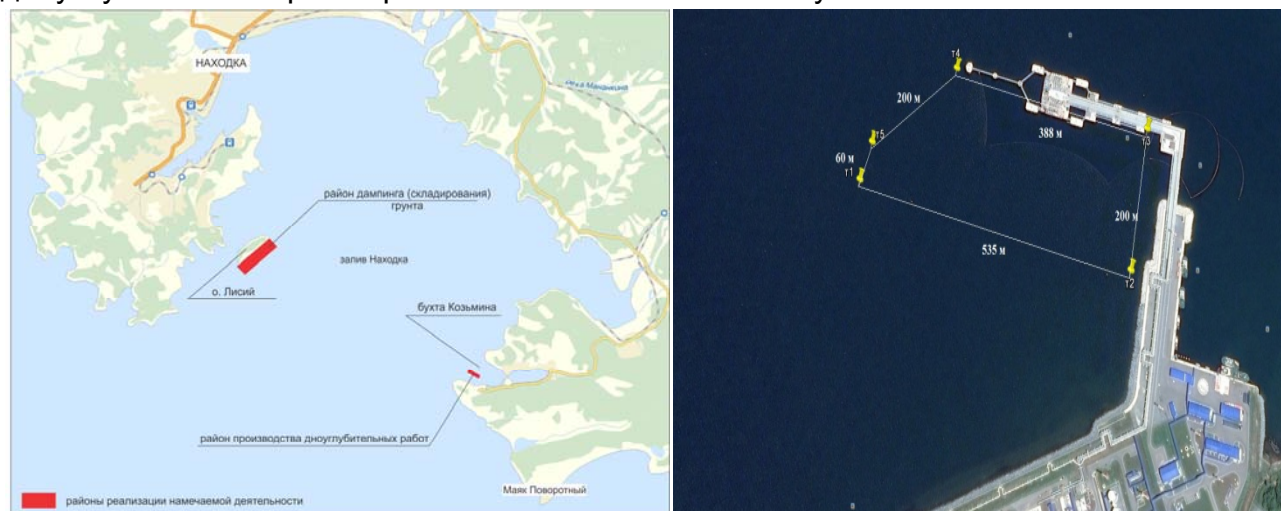 НАХОДКА
район дампинга (складирования)
грунта
залив Находка
о. Лисий
бухта Козьмина
район производства дноуглубительных работ
Маяк Поворотный
районы реализации намечаемой деятельности
т4
200 м
388 м
т3
т5
60 м
т1
200 м
535 м
т2